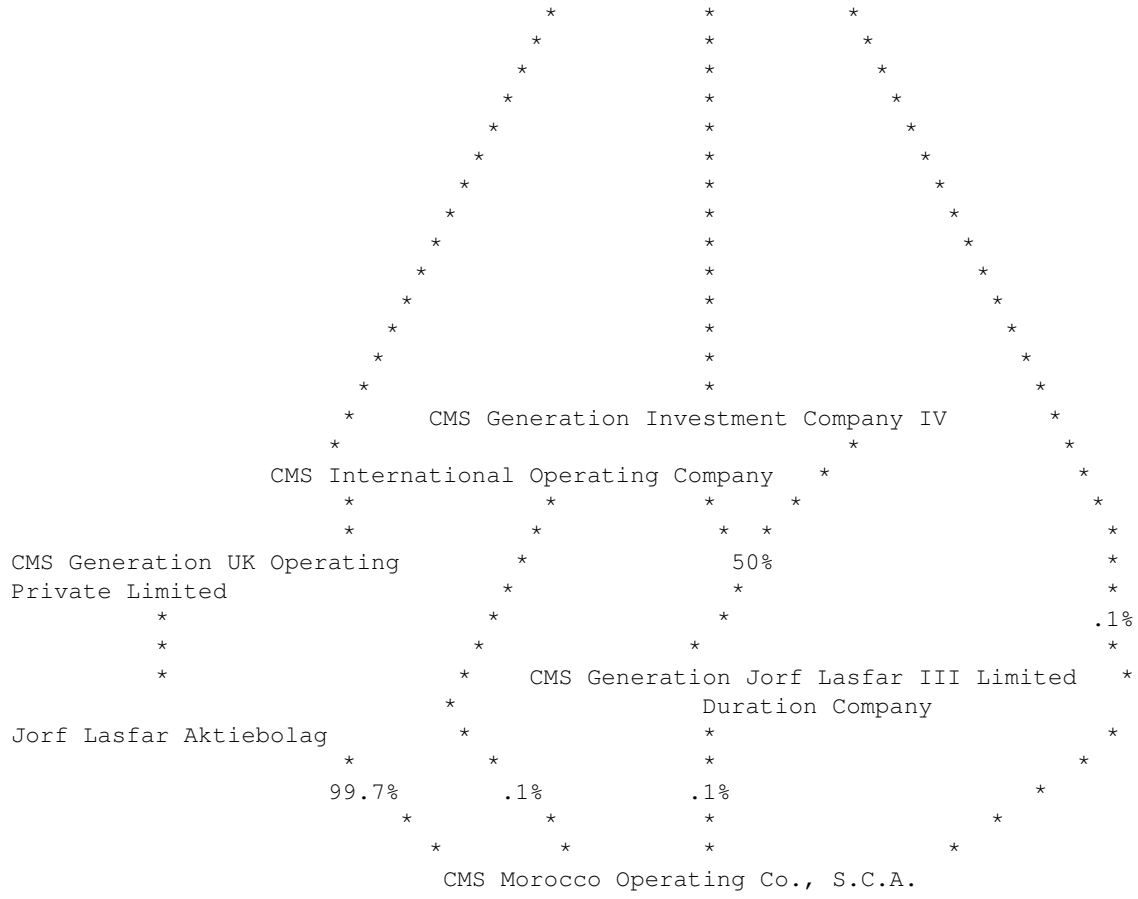 * * *
* * *
* * *
* * *
* * *
* * *
* * *
* * *
* * *
* * *
* * *
* * *
* * *
* * *
* CMS Generation Investment Company IV *
* * *
CMS International Operating Company * *
* * * * *
* * * * *
CMS Generation UK Operating * 50% *
Private Limited * * *
* * * .1%
* * * *
* * CMS Generation Jorf Lasfar III Limited *
* Duration Company
Jorf Lasfar Aktiebolag * * *
* * * *
99.7% .1% .1% *
* * * *
* * * *
CMS Morocco Operating Co., S.C.A.